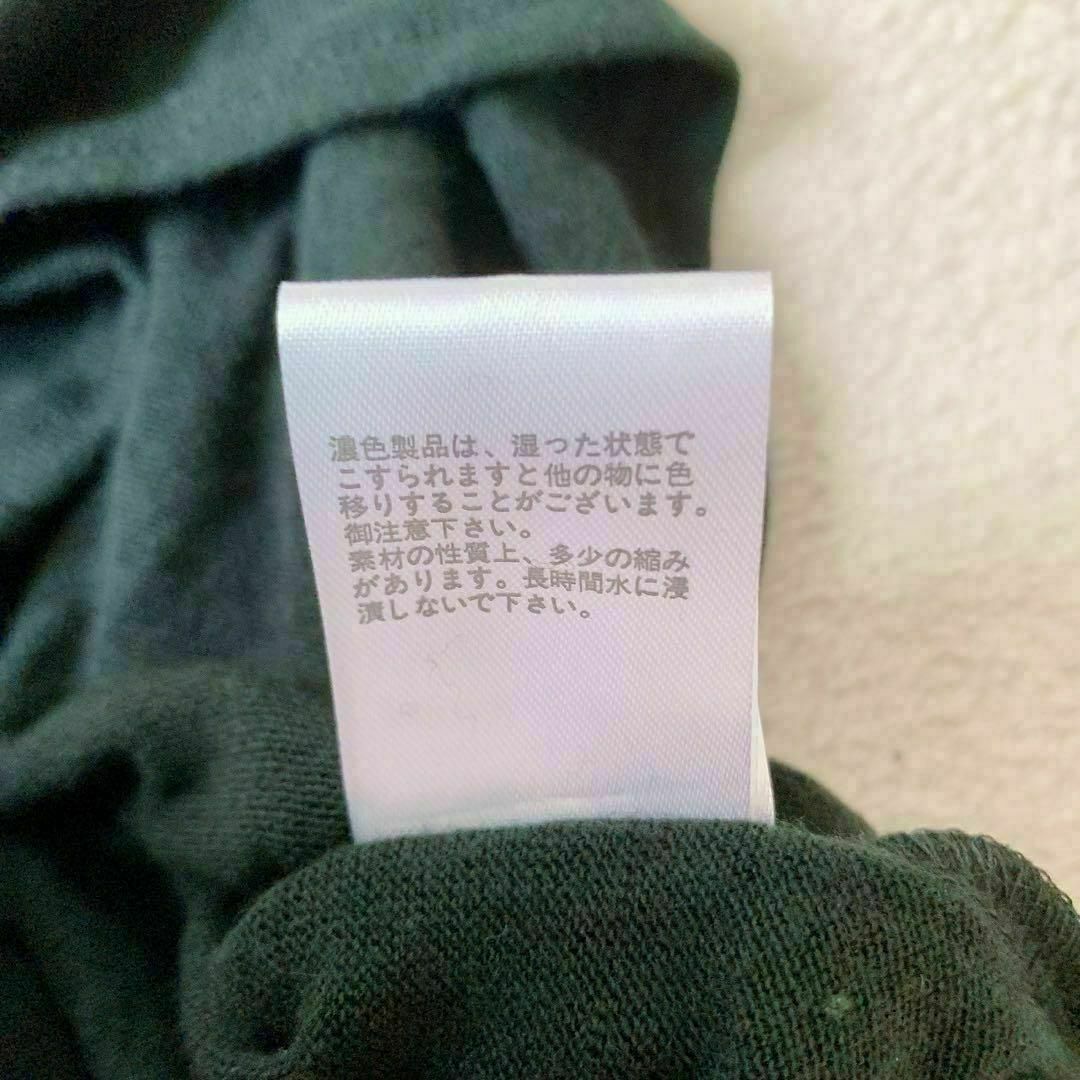 濃色製品は、湿った状態で
こすられますと他の物に色
移りすることがございます。
御注意下さい。
素材の性質上、多少の縮み
があります。長時間水に浸
漬しないで下さい。